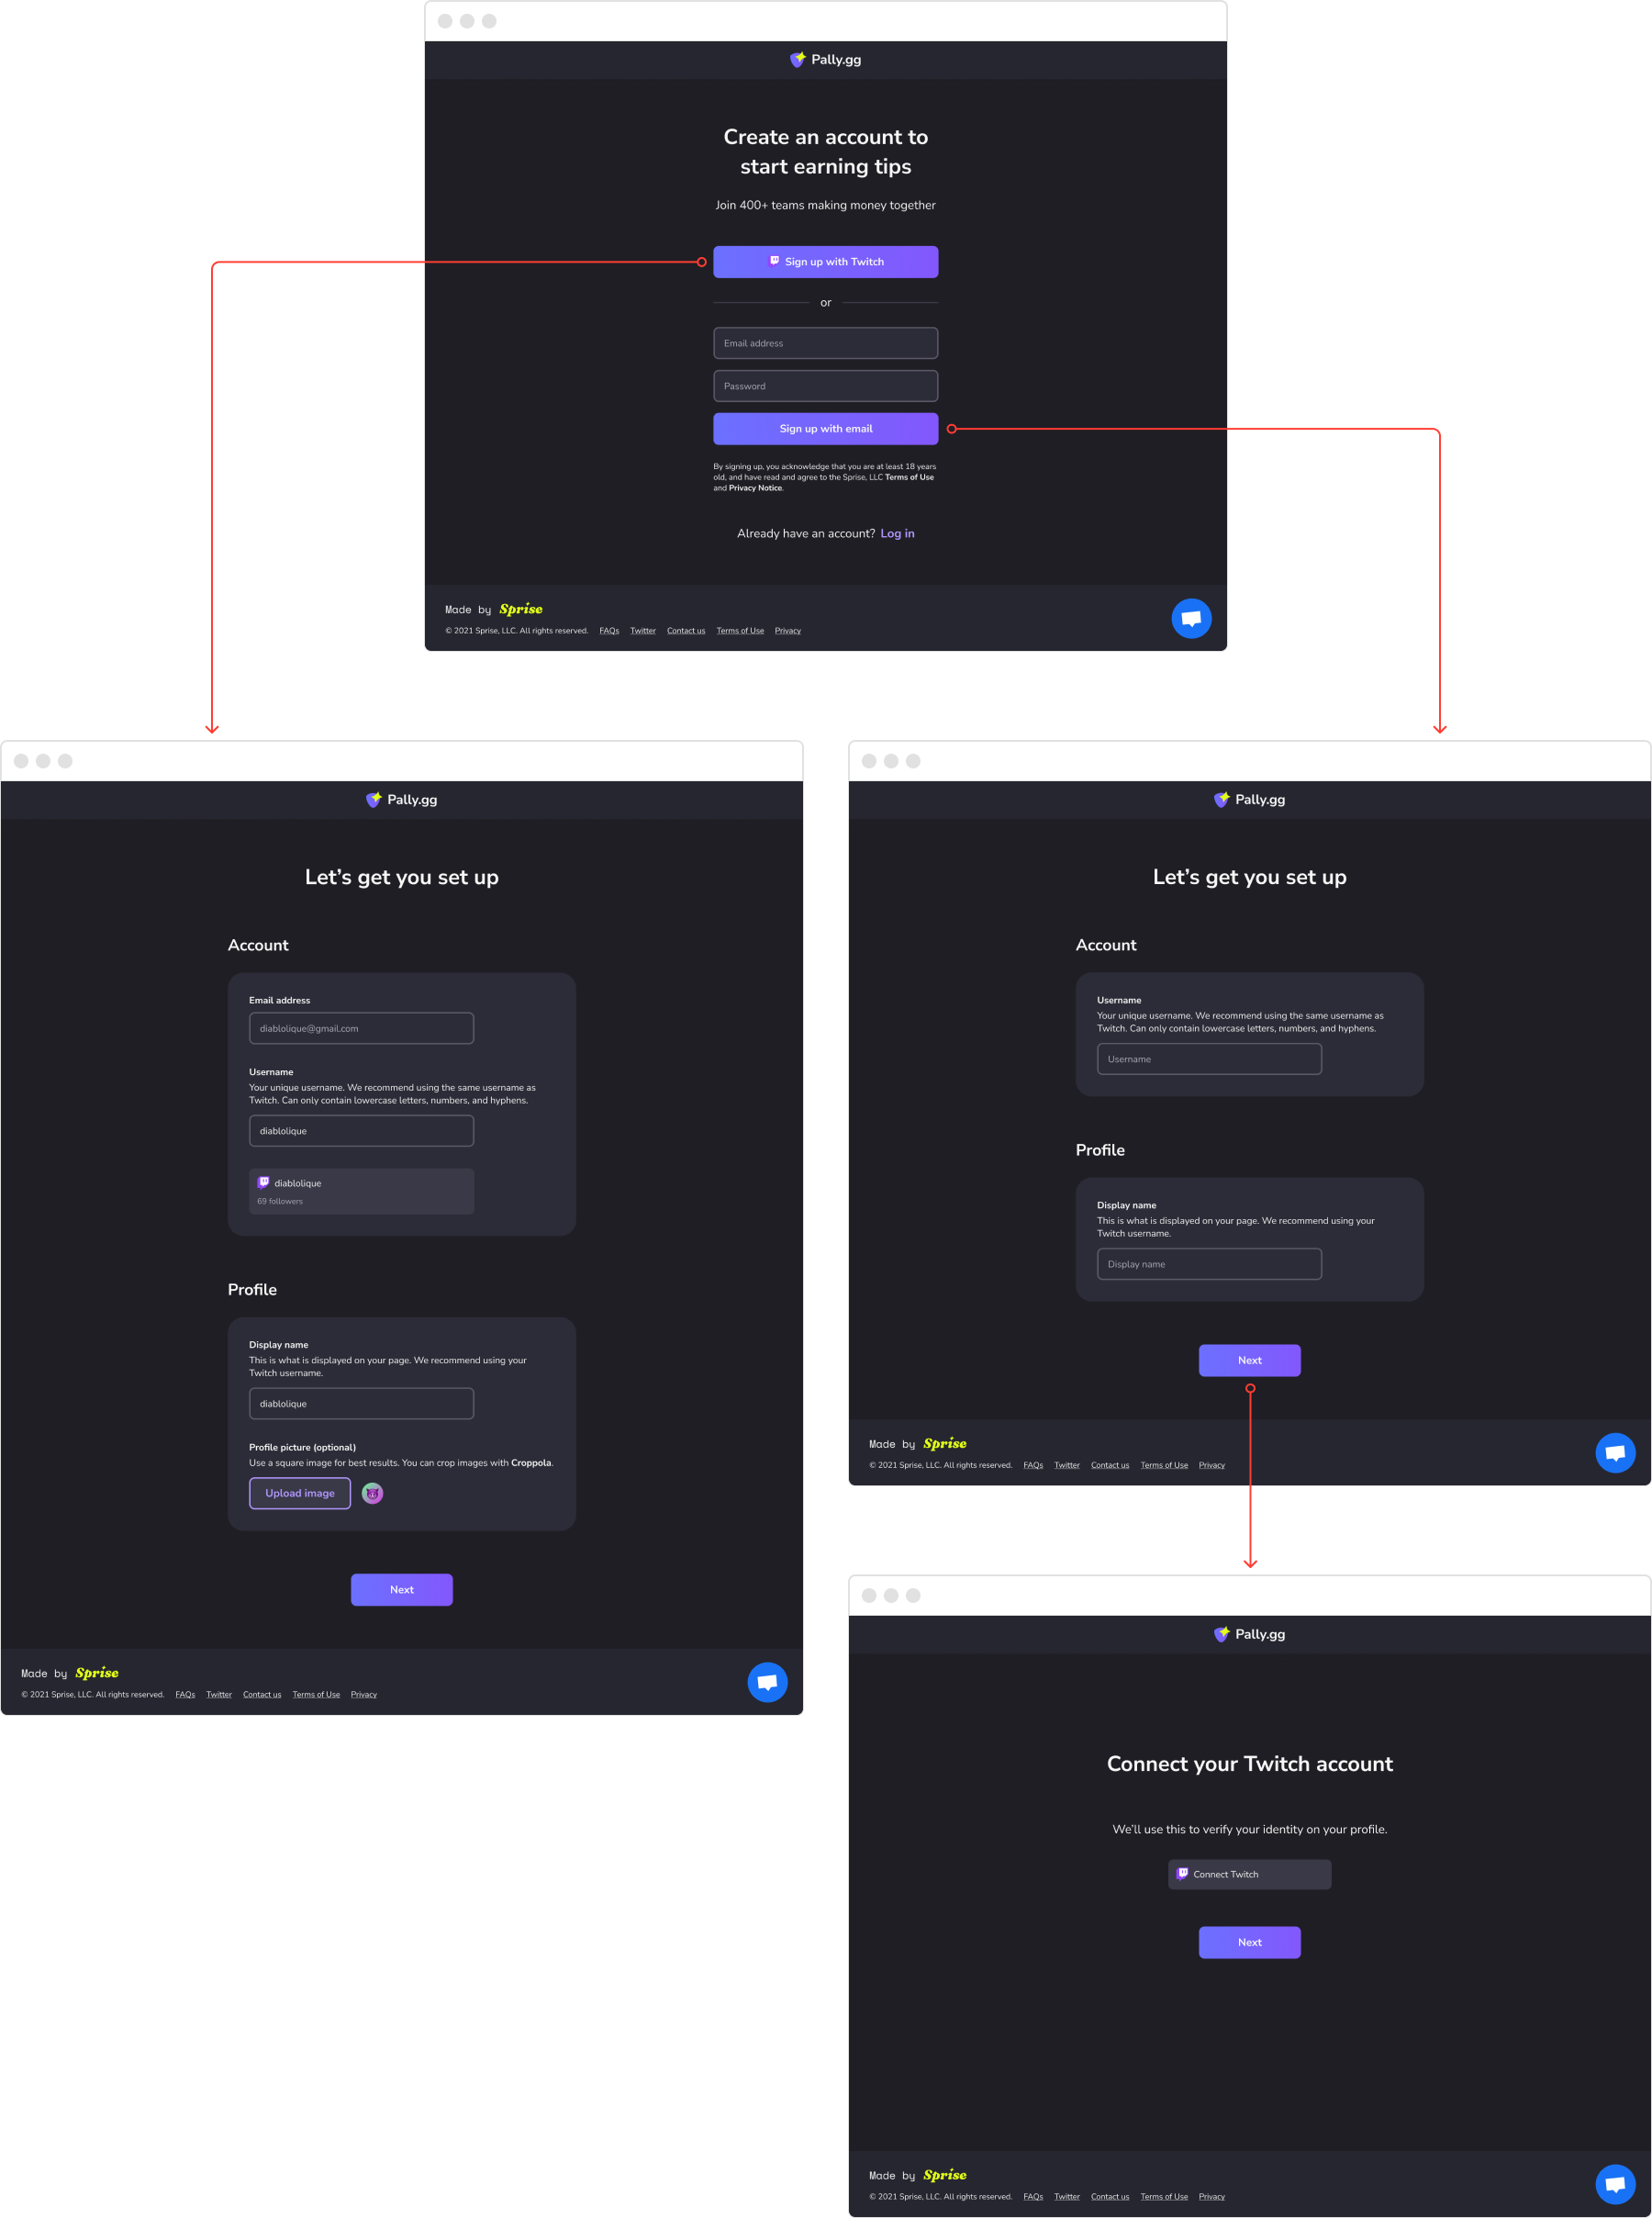 Pally.gg
Create an account to
start earning tips
Join 400+ teams making money together
Sign up with Twitch
or
Email address
Password
Sign up with email
By signing up, you acknowledge that you are at least 18 years
old, and have read and agree to the Sprise, LLC Terms of Use
and Privacy Notice.
Already have an account? Log in
Made by Sprise
© 2021 Sprise, LLC. All rights reserved. FAQs Twitter Contact us Terms of Use Privacy
Pally.gg
Let’s get you set up
Account
Email address
diablolique@gmail.com
Username
Your unique username. We recommend using the same username as
Twitch. Can only contain lowercase letters, numbers, and hyphens.
diablolique
diablolique
69 followers
Profile
Display name
This is what is displayed on your page. We recommend using your
Twitch username.
diablolique
Profile picture (optional)
Use a square image for best results. You can crop images with Croppola.
Upload image
Next
Made by Sprise
© 2021 Sprise, LLC. All rights reserved. FAQs Twitter Contact us Terms of Use Privacy
Pally.gg
Let’s get you set up
Account
Username
Your unique username. We recommend using the same username as
Twitch. Can only contain lowercase letters, numbers, and hyphens.
Username
Profile
Display name
This is what is displayed on your page. We recommend using your
Twitch username.
Display name
Next
Made by Sprise
© 2021 Sprise, LLC. All rights reserved. FAQs Twitter Contact us Terms of Use Privacy
Pally.gg
Connect your Twitch account
We’ll use this to verify your identity on your profile.
Connect Twitch
Next
Made by Sprise
© 2021 Sprise, LLC. All rights reserved. FAQs Twitter Contact us Terms of Use Privacy